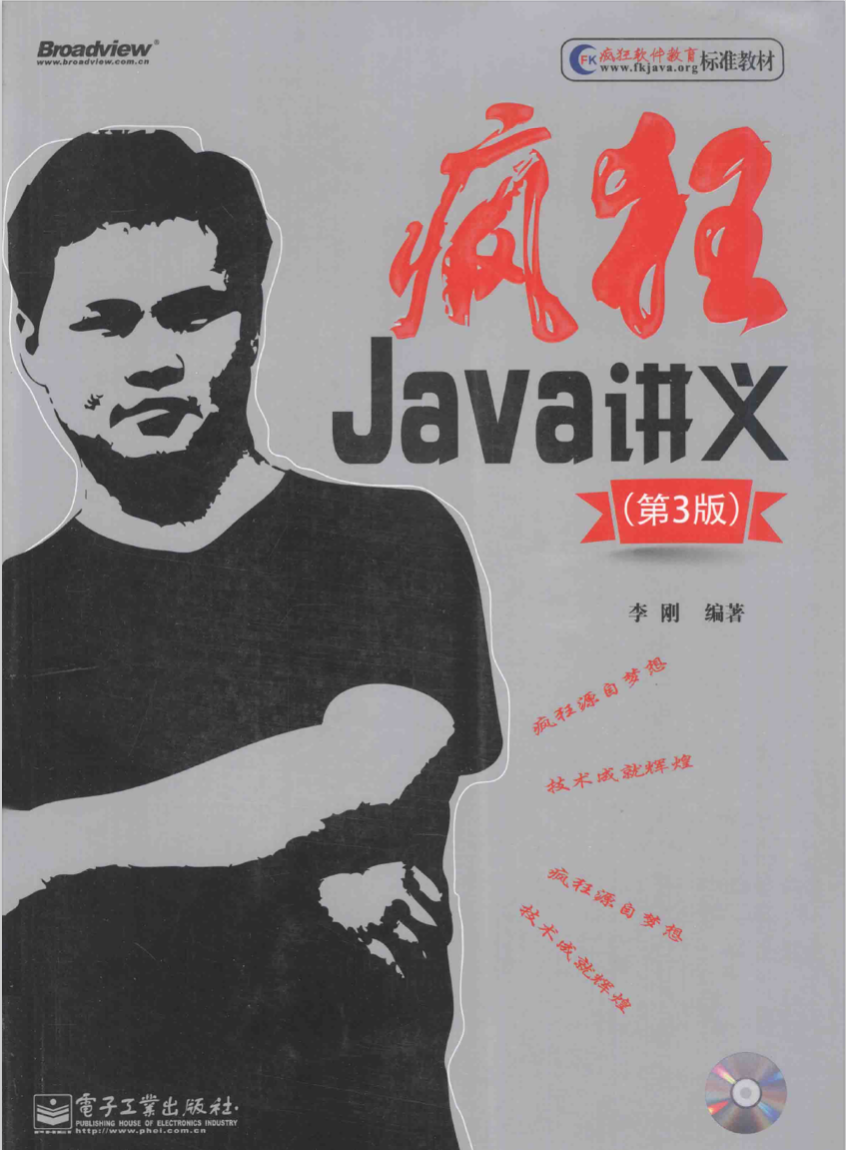 Broadview®
www.broadview.com.cn
FK 疯狂软件教育 标准教材
www.fkjava.org
疯狂
Java讲义
（第3版）
李刚 编著
疯狂源自梦想
技术成就辉煌
疯狂源自梦想
技术成就辉煌
電子工業出版社·
PUBLISHING HOUSE OF ELECTRONICS INDUSTRY
http://www.phei.com.cn